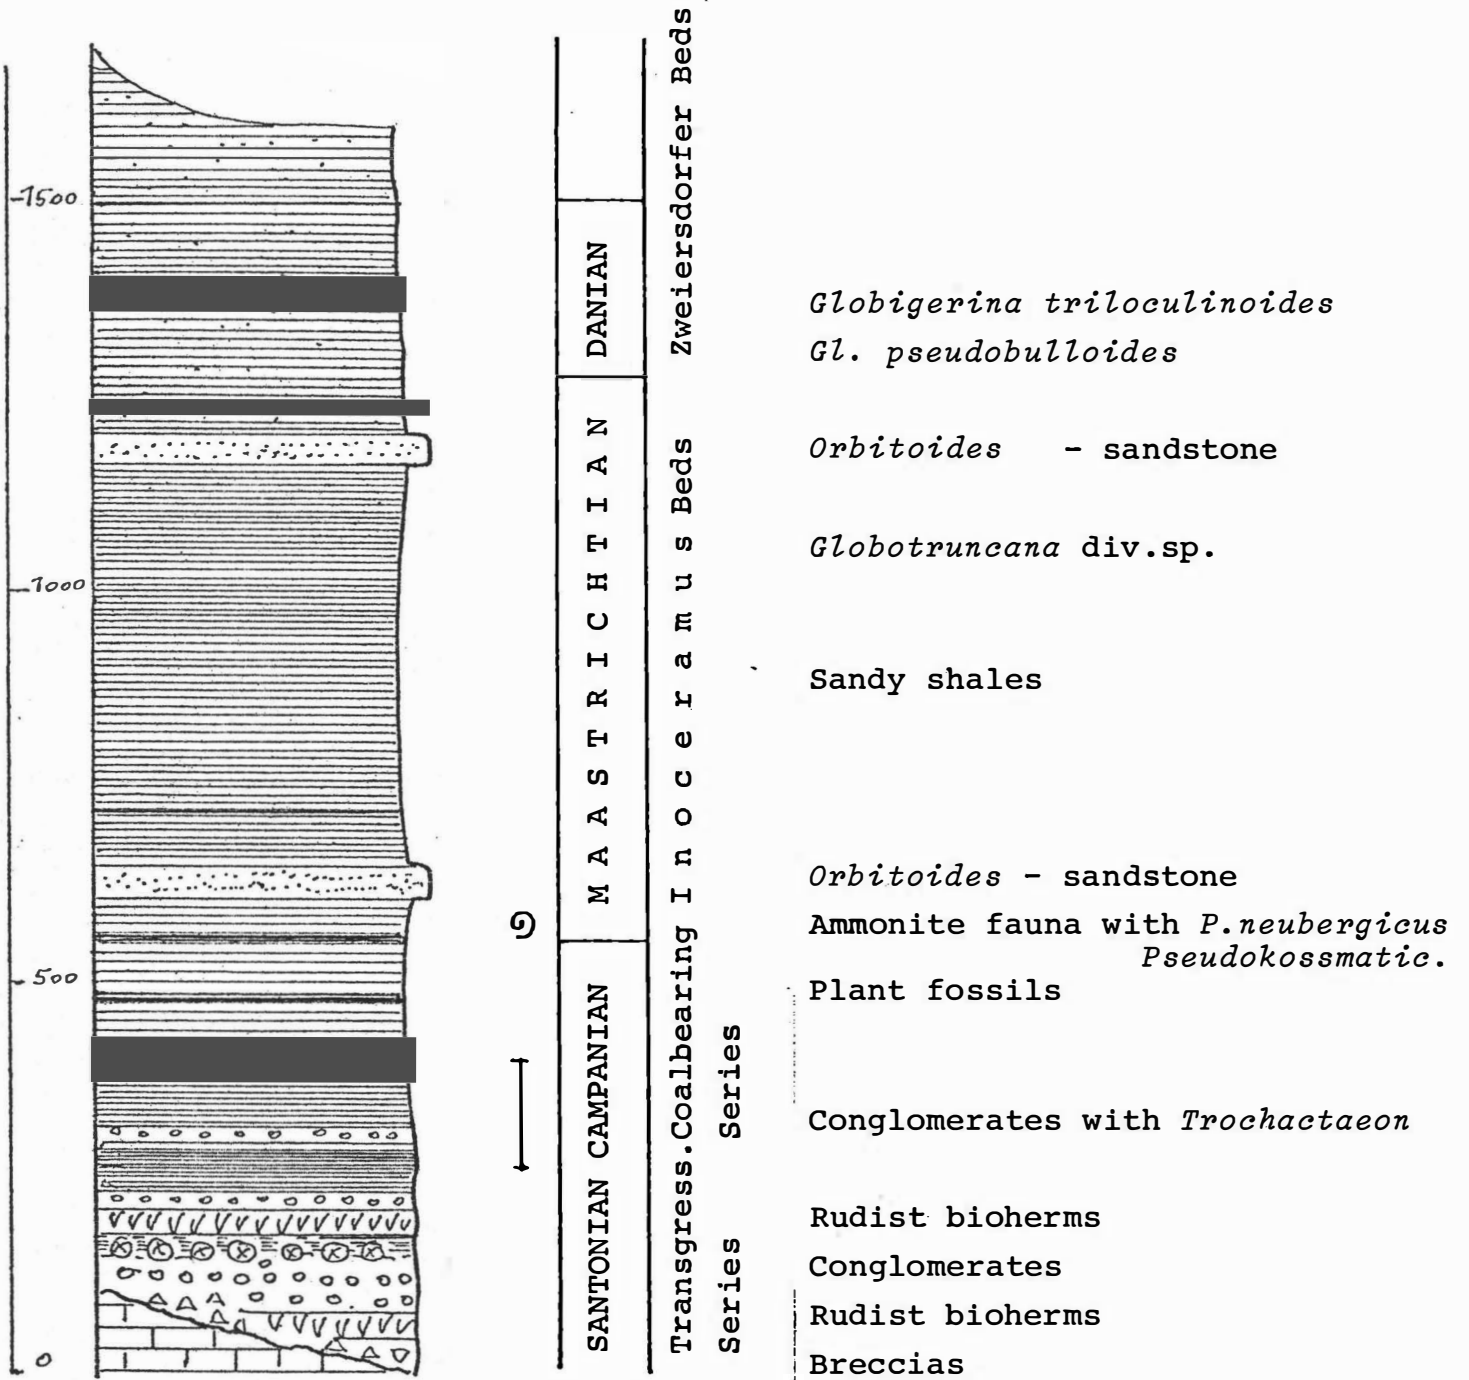 1500
1000
500
0
DANIAN
MAASTRICHTIAN
SANTONIAN CAMPANIAN
Zweiersdorfer Beds
Inoceramus Beds
Transgress.Coalbearing
Series
Series
Globigerina triloculinoides
Gl. pseudobulloides
Orbitoides - sandstone
Globotruncana div.sp.
Sandy shales
Orbitoides - sandstone
Ammonite fauna with P.neubergicus
Pseudokossmatic.
Plant fossils
Conglomerates with Trochactaeon
Rudist bioherms
Conglomerates
Rudist bioherms
Breccias